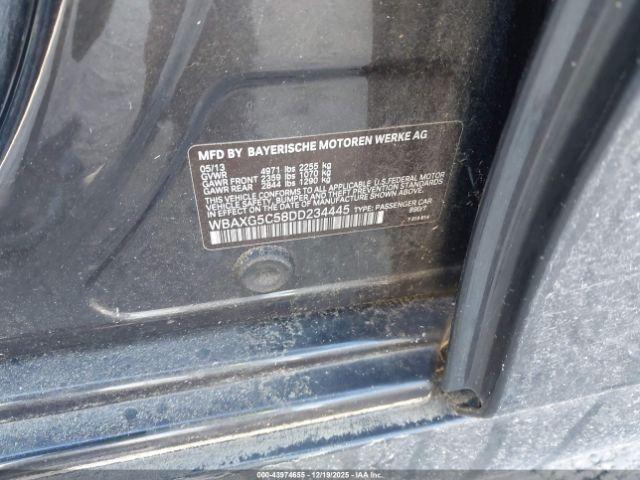 MFD BY BAYERISCHE MOTOREN WERKE AG
05/13
GVWR 4971 lbs 2255 kg
GAWR FRONT 2359 lbs 1070 kg
GAWR REAR 2844 lbs 1290 kg
THIS VEHICLE CONFORMS TO ALL APPLICABLE U.S.FEDERAL MOTOR
VEHICLE SAFETY, BUMPER AND THEFT PREVENTION STANDARDS
IN EFFECT ON THE DATE OF MANUFACTURE SHOWN ABOVE.
WBAXG5C58DD234445 TYPE: PASSENGER CAR
© IAA 000-43974655 | 12/19/2025 Copart